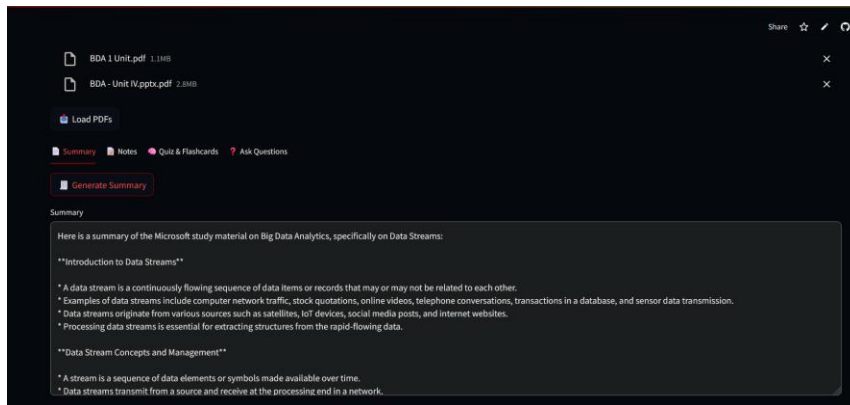 Share
BDA 1 Unit.pdf 1.1MB
BDA - Unit IV.pptx.pdf 2.8MB
Load PDFs
Summary Notes Quiz & Flashcards Ask Questions
Generate Summary
Summary
Here is a summary of the Microsoft study material on Big Data Analytics, specifically on Data Streams:
**Introduction to Data Streams**
* A data stream is a continuously flowing sequence of data items or records that may or may not be related to each other.
* Examples of data streams include computer network traffic, stock quotations, online videos, telephone conversations, transactions in a database, and sensor data transmission.
* Data streams originate from various sources such as satellites, IoT devices, social media posts, and internet websites.
* Processing data streams is essential for extracting structures from the rapid-flowing data.
**Data Stream Concepts and Management**
* A stream is a sequence of data elements or symbols made available over time.
* Data streams transmit from a source and receive at the processing end in a network.